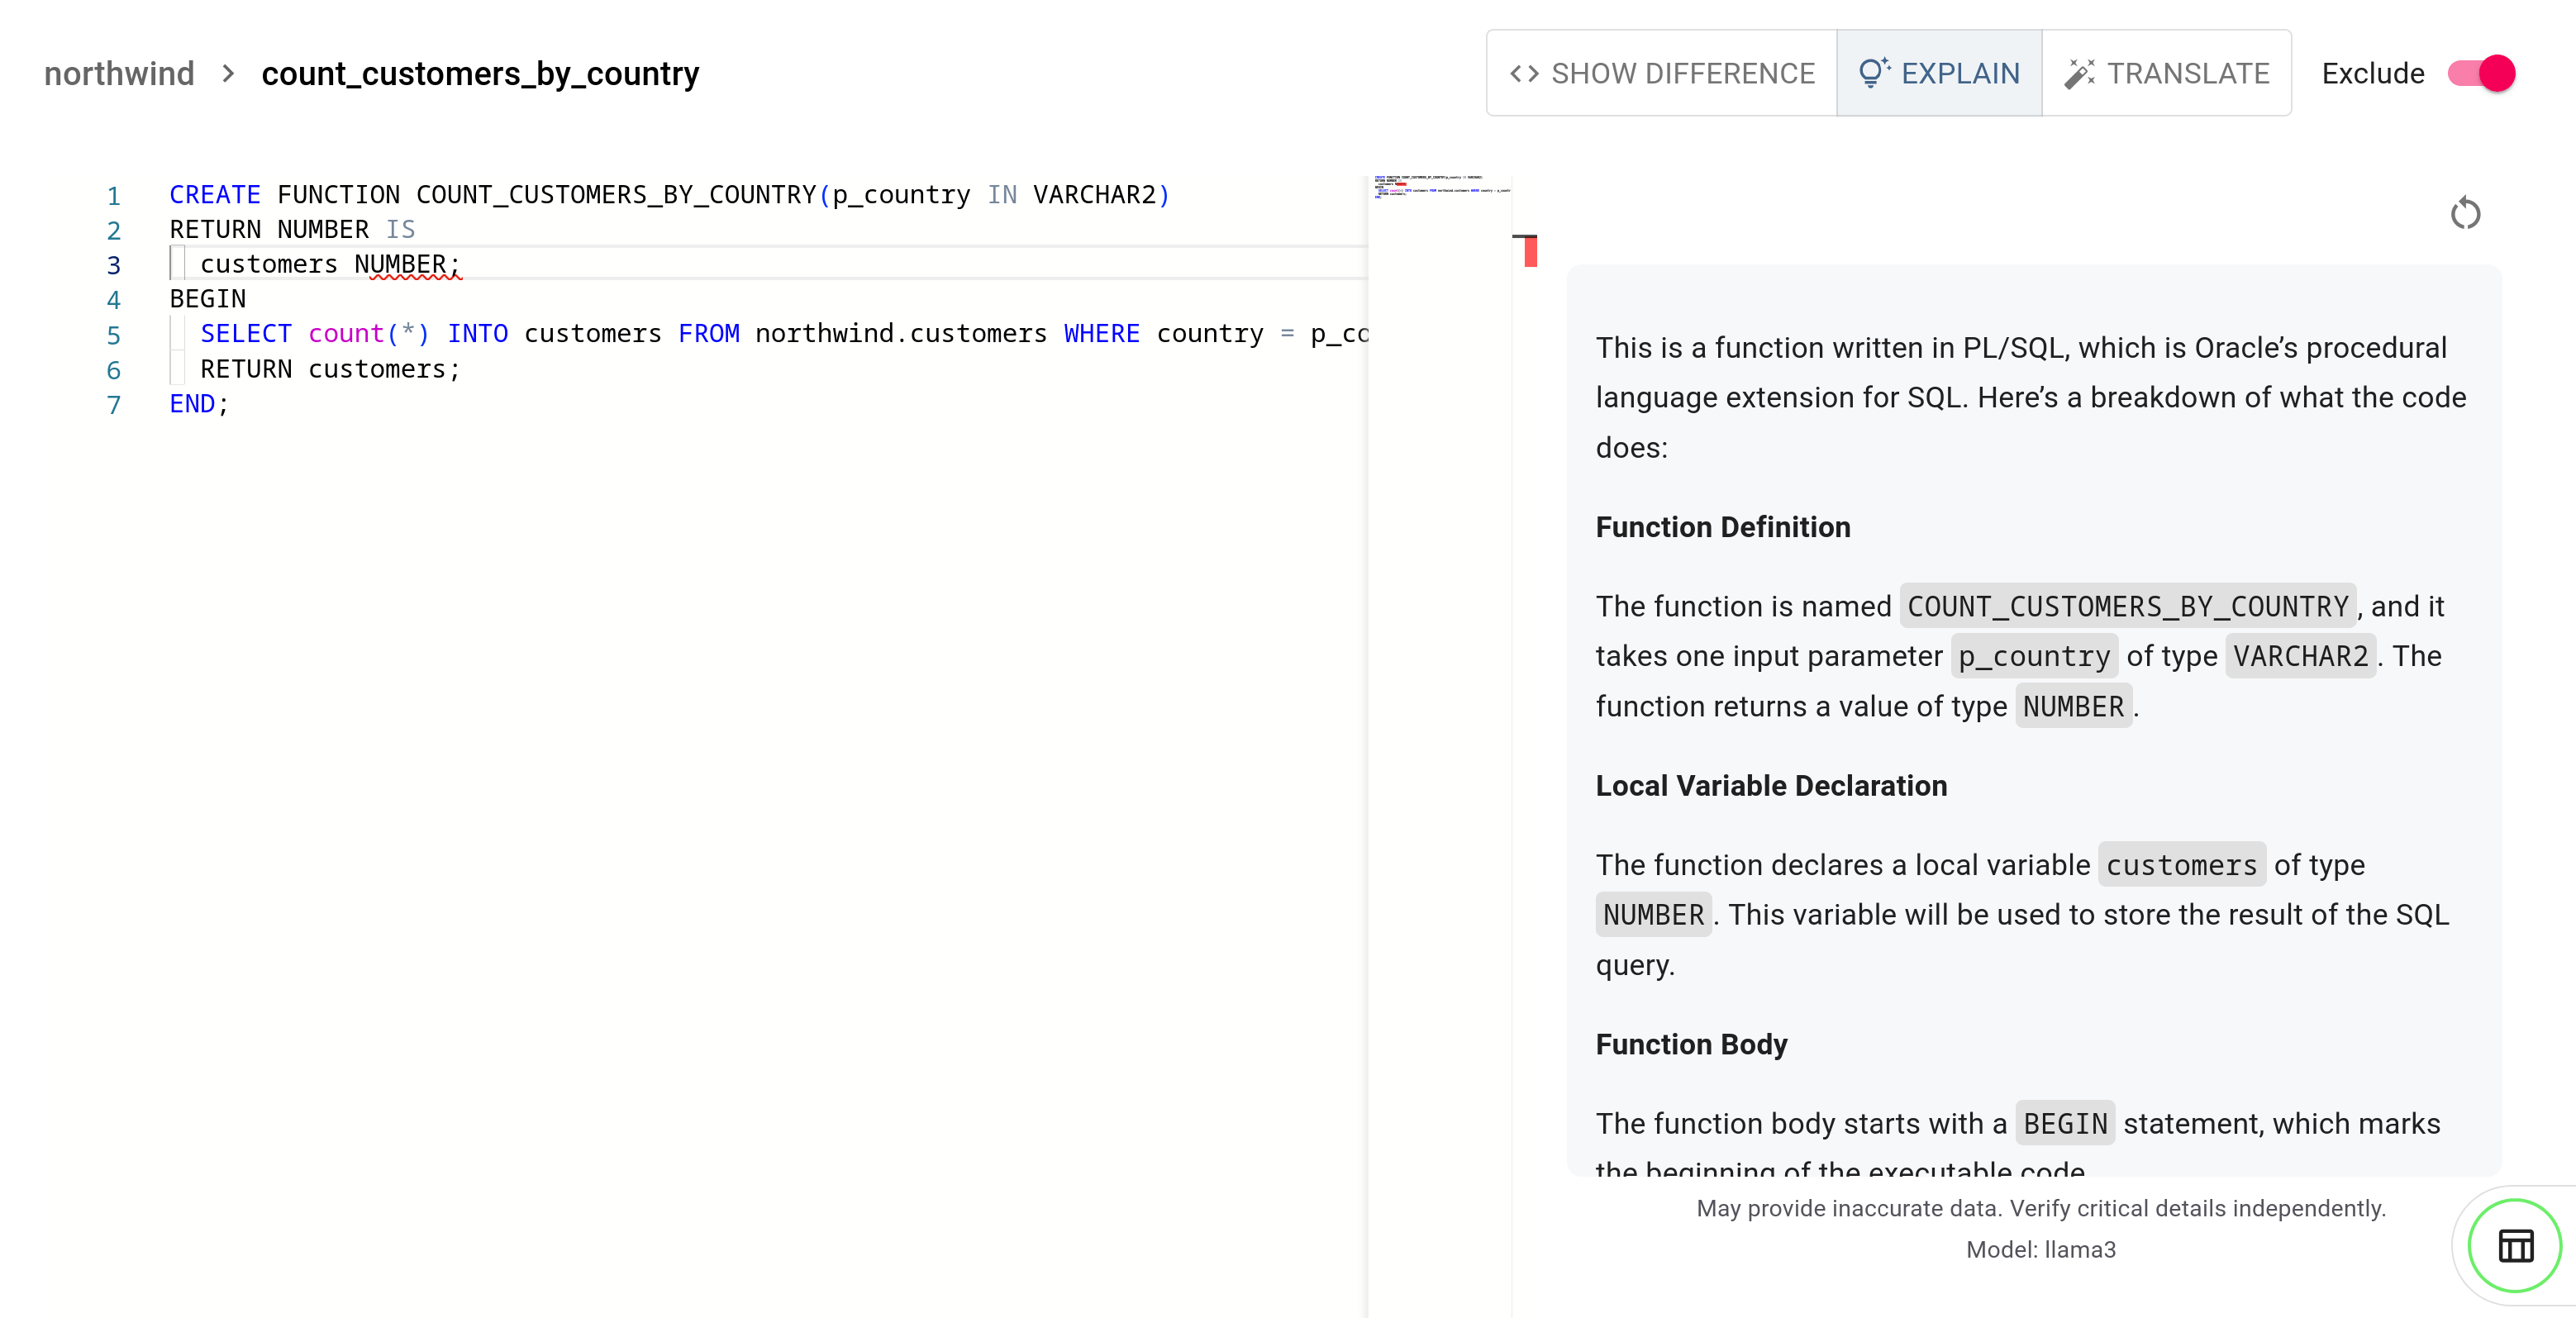 northwind > count_customers_by_country
<> SHOW DIFFERENCE
EXPLAIN
TRANSLATE
Exclude
1 CREATE FUNCTION COUNT_CUSTOMERS_BY_COUNTRY(p_country IN VARCHAR2)
2 RETURN NUMBER IS
3 customers NUMBER;
4 BEGIN
5 SELECT count(*) INTO customers FROM northwind.customers WHERE country = p_co
6 RETURN customers;
7 END;
This is a function written in PL/SQL, which is Oracle’s procedural
language extension for SQL. Here’s a breakdown of what the code
does:
Function Definition
The function is named COUNT_CUSTOMERS_BY_COUNTRY, and it
takes one input parameter p_country of type VARCHAR2. The
function returns a value of type NUMBER.
Local Variable Declaration
The function declares a local variable customers of type
NUMBER. This variable will be used to store the result of the SQL
query.
Function Body
The function body starts with a BEGIN statement, which marks
the beginning of the executable code
May provide inaccurate data. Verify critical details independently.
Model: llama3